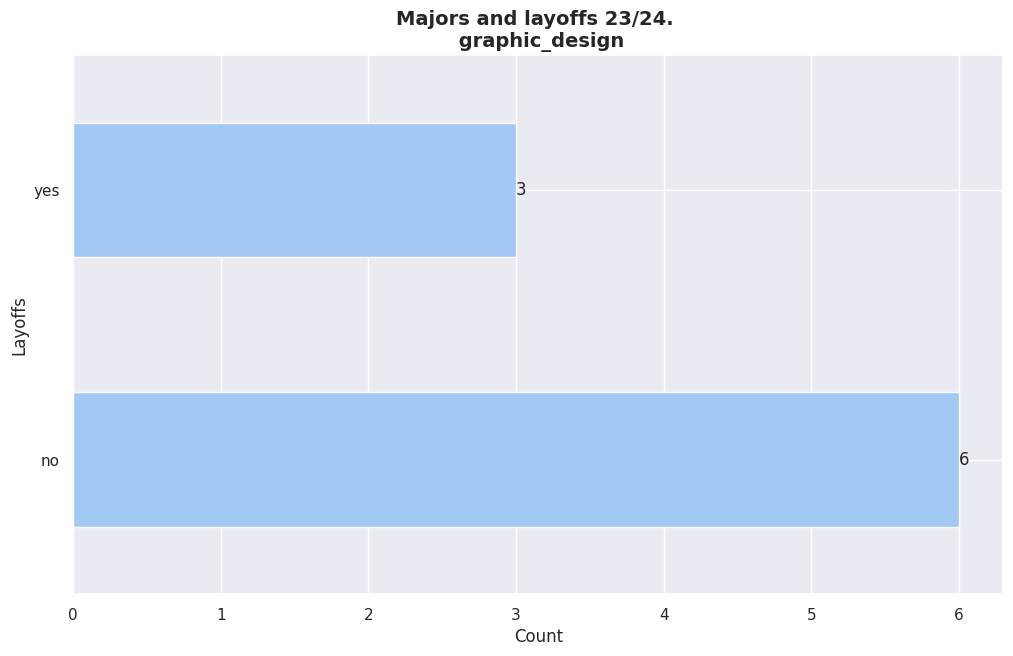 Majors and layoffs 23/24.
graphic_design
yes
3
Layoffs
no
6
0 1 2 3 4 5 6
Count